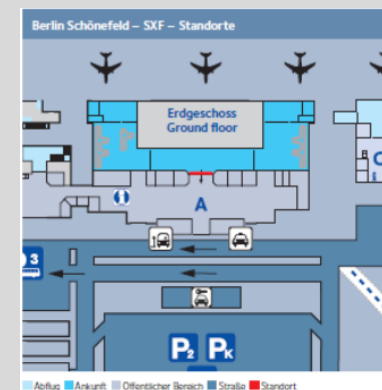 Berlin Schönefeld – SXF – Standorte
Erdgeschoss
Ground floor
C
i
A
3
P2 PK
Abflug Ankunft Öffentlicher Bereich Straße Standort